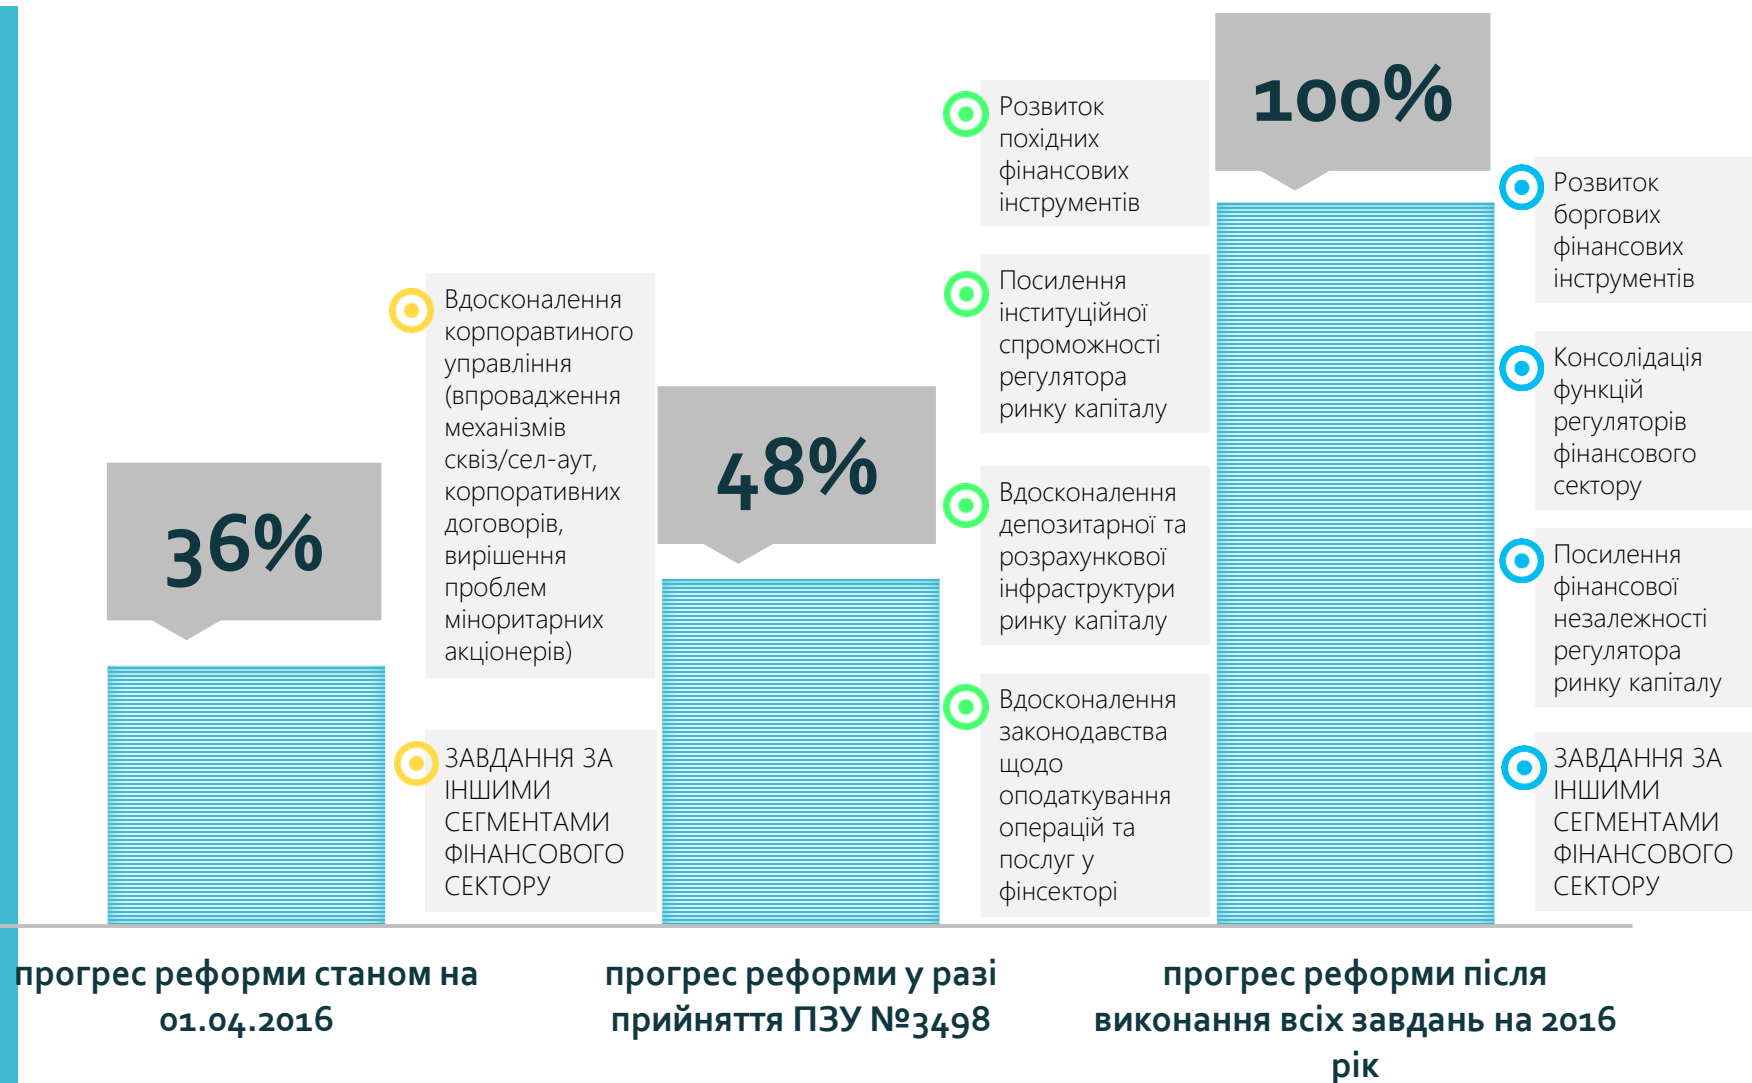 36%
прогрес реформи станом на
01.04.2016
Вдосконалення
корпоравтиного
управління
(впровадження
механізмів
сквіз/сел-аут,
корпоративних
договорів,
вирішення
проблем
міноритарних
акціонерів)
ЗАВДАННЯ ЗА
ІНШИМИ
СЕГМЕНТАМИ
ФІНАНСОВОГО
СЕКТОРУ
48%
прогрес реформи у разі
прийняття ПЗУ №3498
Розвиток
похідних
фінансових
інструментів
Посилення
інституційної
спроможності
регулятора
ринку капіталу
Вдосконалення
депозитарної та
розрахункової
інфраструктури
ринку капіталу
Вдосконалення
законодавства
щодо
оподаткування
операцій та
послуг у
фінсекторі
100%
прогрес реформи після
виконання всіх завдань на 2016
рік
Розвиток
боргових
фінансових
інструментів
Консолідація
функцій
регуляторів
фінансового
сектору
Посилення
фінансової
незалежності
регулятора
ринку капіталу
ЗАВДАННЯ ЗА
ІНШИМИ
СЕГМЕНТАМИ
ФІНАНСОВОГО
СЕКТОРУ